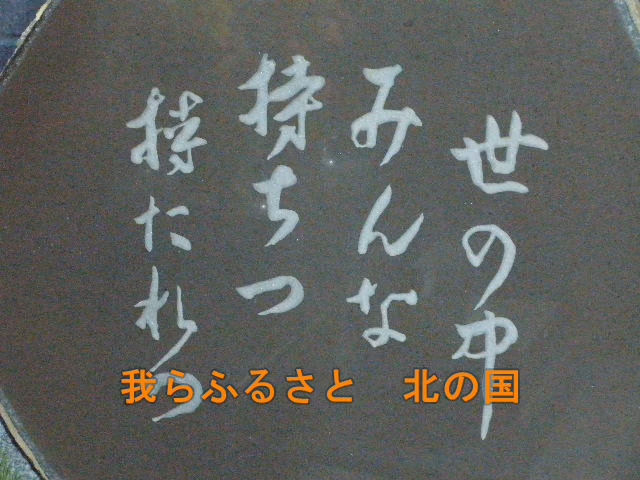 世の中
みんな
持ちつ
持たれつ
我らふるさと　北の国